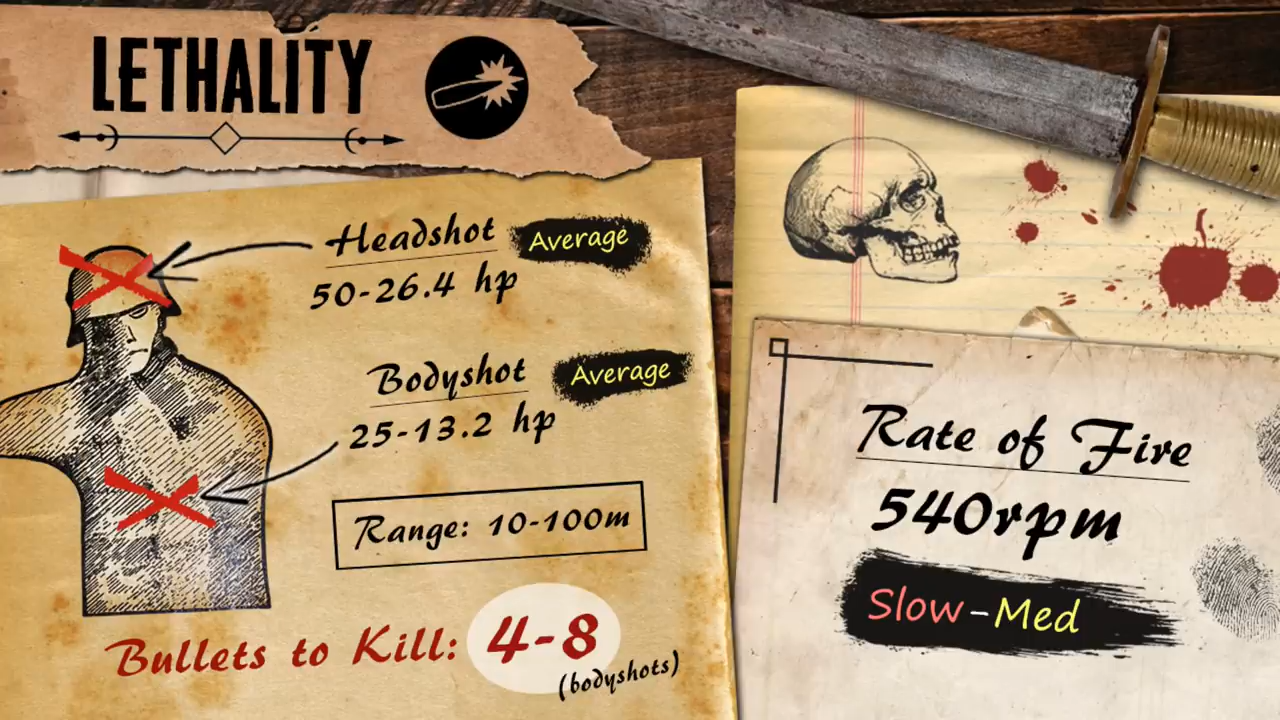 LETHALITY
Headshot Average
50-26.4 hp
Bodyshot Average
25-13.2 hp
Range: 10-100m
Bullets to Kill: 4-8
(bodyshots)
Rate of Fire
540rpm
Slow-Med